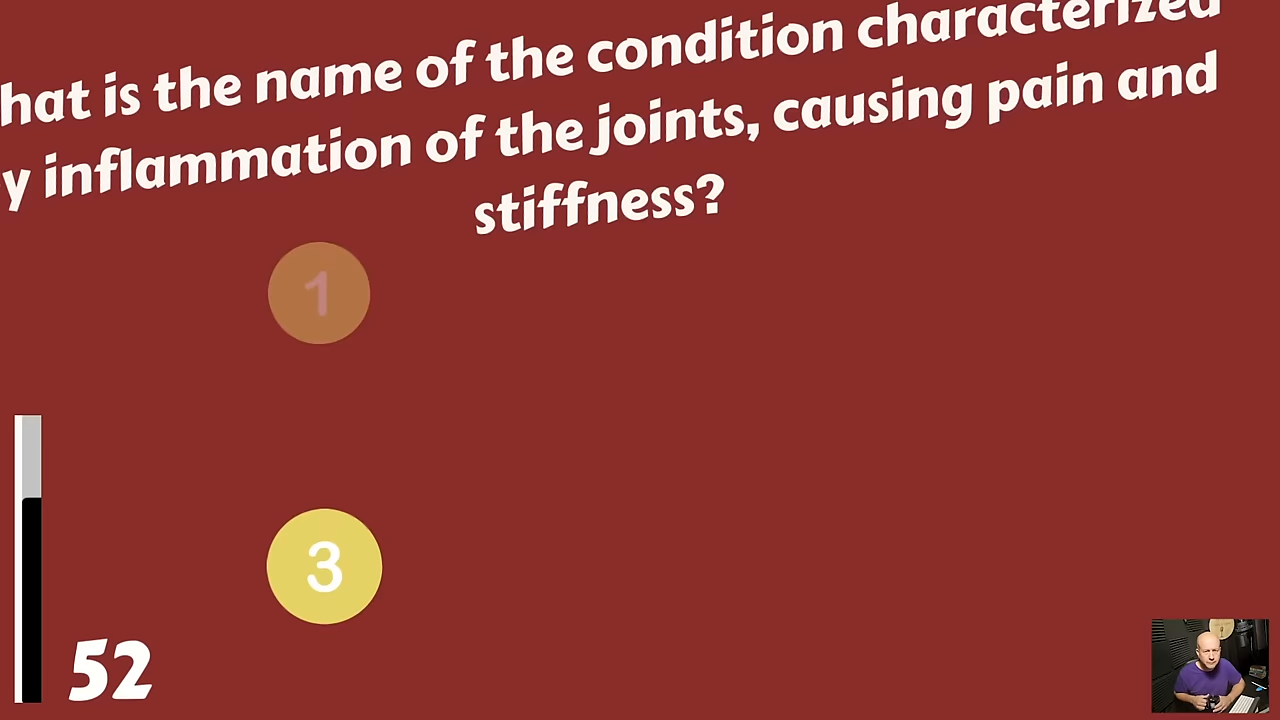 hat is the name of the condition characterized
y inflammation of the joints, causing pain and
stiffness?
1
3
52